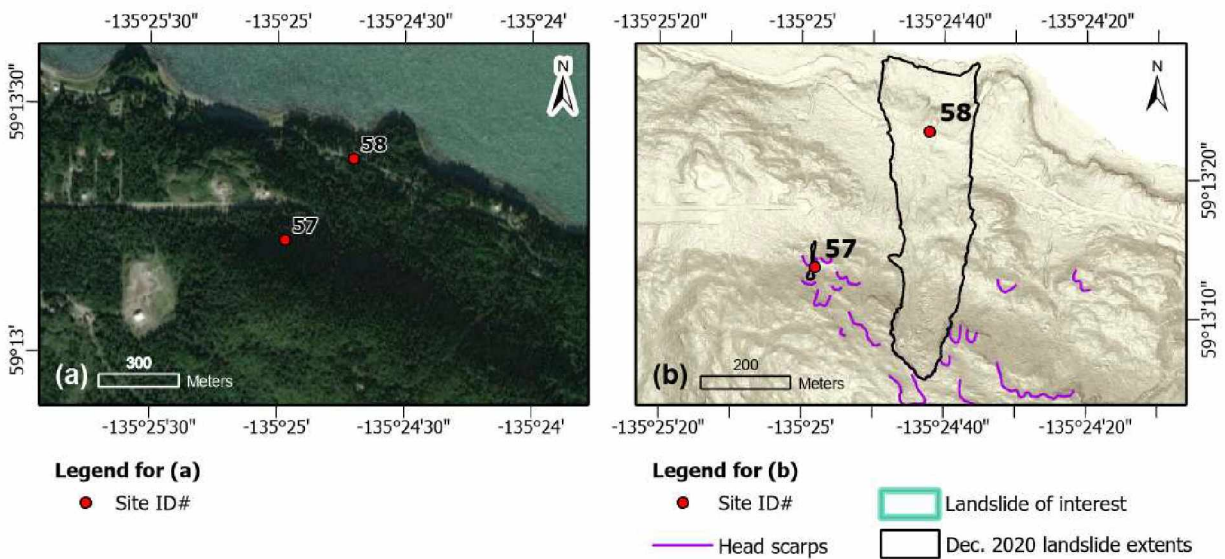 -135°25'30" -135°25' -135°24'30" -135°24'
-135°25'20" -135°25' -135°24'40" -135°24'20"
59°13'30"
59°13'
N
58
57
(a)
300
Meters
N
58
57
(b)
200
Meters
59°13'20"
59°13'10"
-135°25'30" -135°25' -135°24'30" -135°24'
-135°25'20" -135°25' -135°24'40" -135°24'20"
Legend for (a)
Site ID#
Legend for (b)
Site ID#
Landslide of interest
Head scarps
Dec. 2020 landslide extents